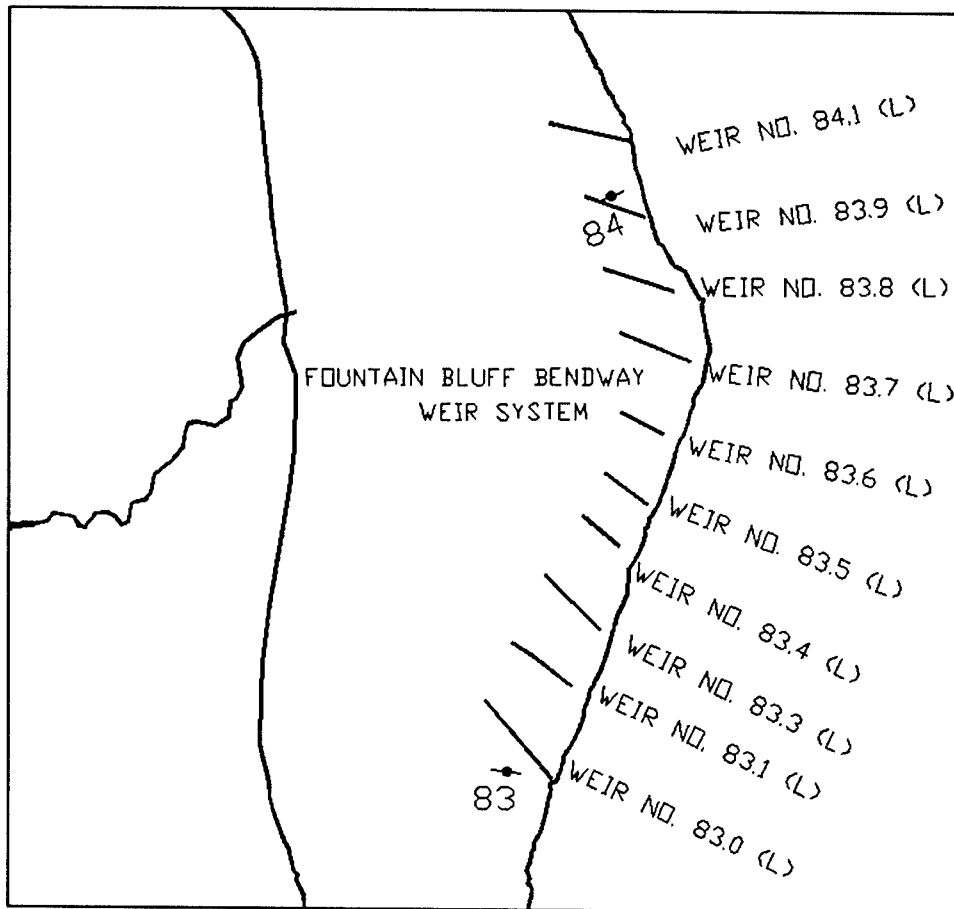 WEIR NO. 84.1 (L)
WEIR NO. 83.9 (L)
84
WEIR NO. 83.8 (L)
FOUNTAIN BLUFF BENDWAY
WEIR SYSTEM
WEIR NO. 83.7 (L)
WEIR NO. 83.6 (L)
WEIR NO. 83.5 (L)
WEIR NO. 83.4 (L)
WEIR NO. 83.3 (L)
WEIR NO. 83.1 (L)
83
WEIR NO. 83.0 (L)